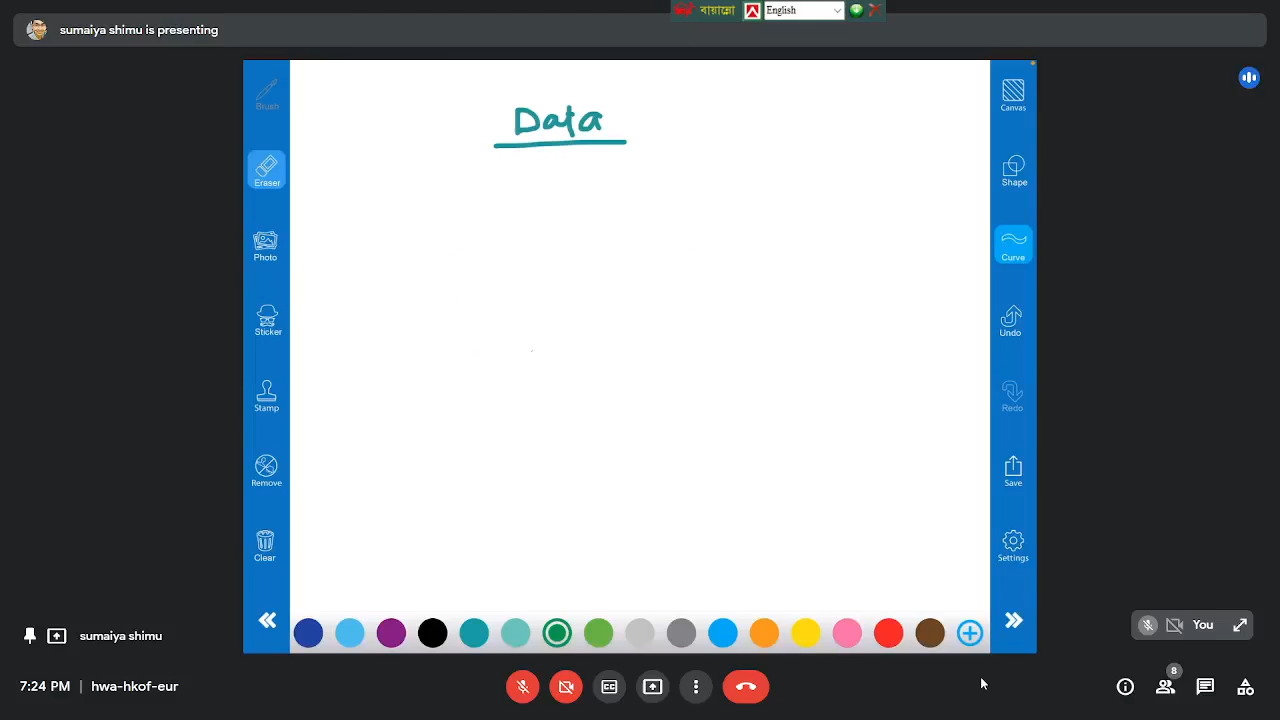 বায়ান্নো English
sumaiya shimu is presenting
Data
Brush
Eraser
Photo
Sticker
Stamp
Remove
Clear
Canvas
Shape
Curve
Undo
Redo
Save
Settings
sumaiya shimu
You
7:24 PM | hwa-hkof-eur
8